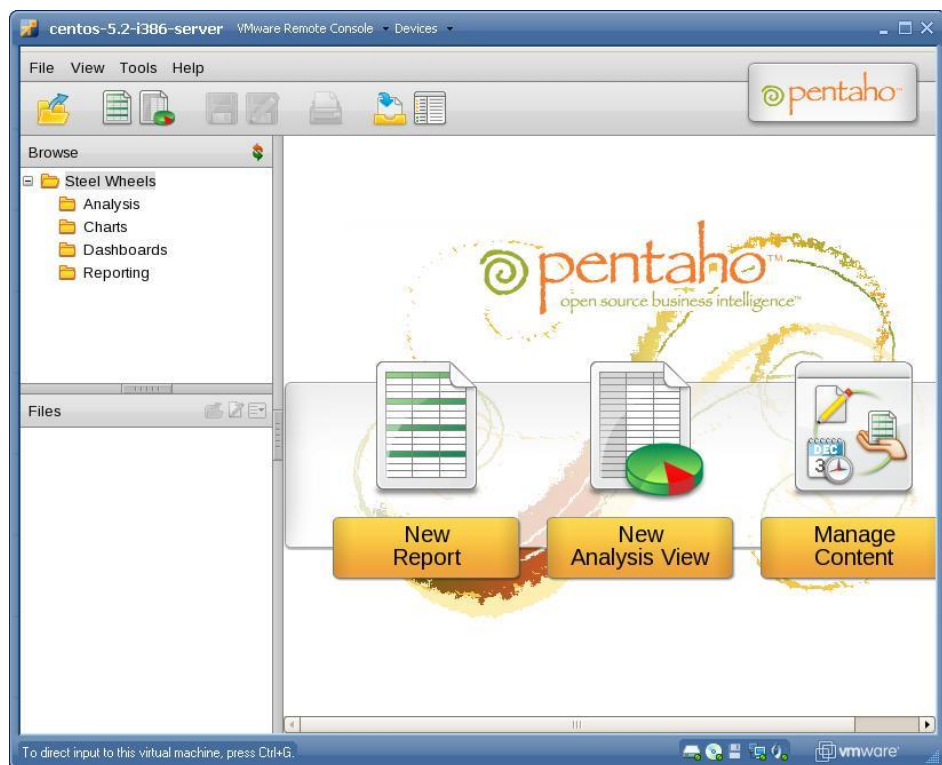 centos-5.2-i386-server VMware Remote Console Devices
File View Tools Help
pentaho™
Browse
Steel Wheels
Analysis
Charts
Dashboards
Reporting
pentaho™
open source business intelligence™
Files
DEC
3
New
Report
New
Analysis View
Manage
Content
To direct input to this virtual machine, press Ctrl+G.
vmware